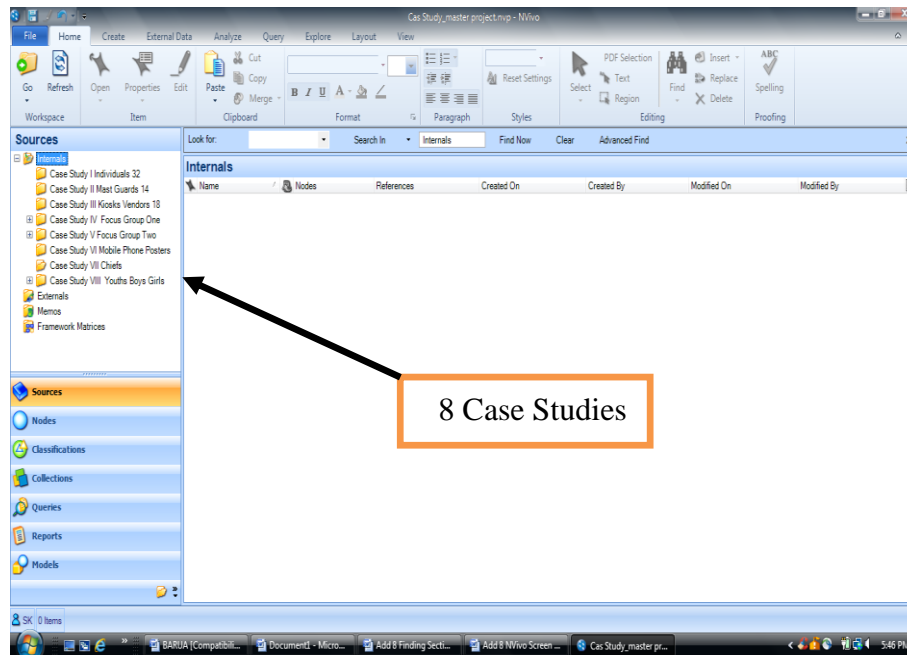 Cas Study_master project.nvp - NVivo
File Home Create External Data Analyze Query Explore Layout View
Go Refresh Open Properties Edit Paste Cut Copy Merge B I U A Reset Settings Select PDF Selection Text Region Find Insert Replace Delete ABC Spelling
Workspace Item Clipboard Format Paragraph Styles Editing Proofing
Sources
Look for: Search In Internals Find Now Clear Advanced Find
Internals
Case Study I Individuals 32
Case Study II Mast Guards 14
Case Study III Kiosks Vendors 18
Case Study IV Focus Group One
Case Study V Focus Group Two
Case Study VI Mobile Phone Posters
Case Study VII Chiefs
Case Study VIII Youths Boys Girls
Externals
Memos
Framework Matrices
Internals
Name Nodes References Created On Created By Modified On Modified By
8 Case Studies
Sources
Nodes
Classifications
Collections
Queries
Reports
Models
SK 0 Items
BARUA [Compatibili... Document1 - Micro... Add 8 Finding Secti... Add 8 NVivo Screen ... Cas Study_master pr... 5:46 PM